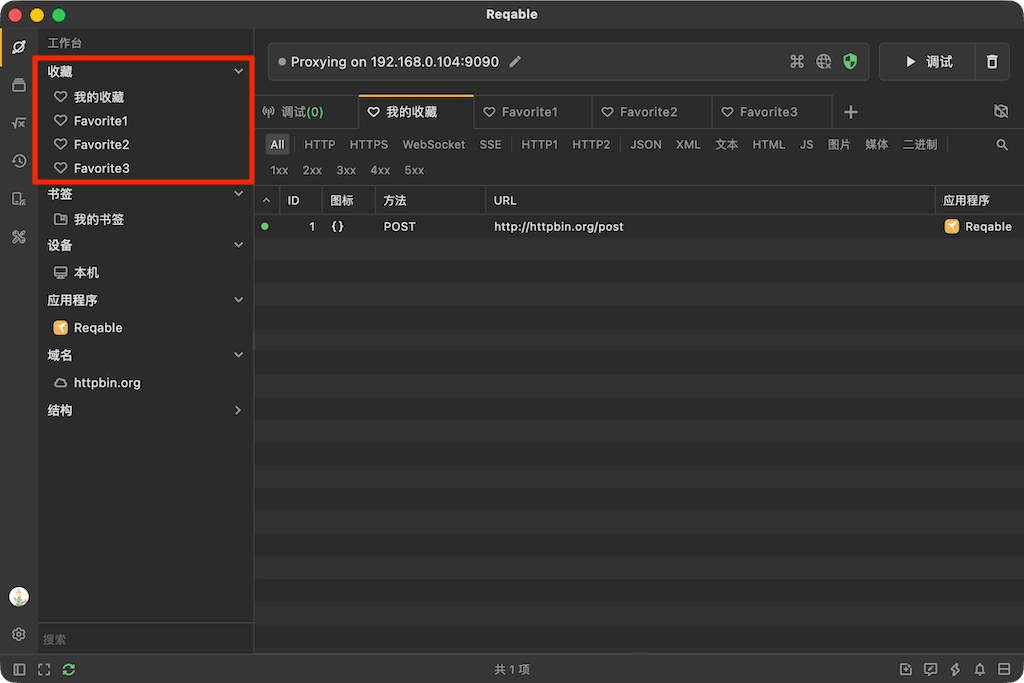 Reqable
工作台
收藏
我的收藏
Favorite1
Favorite2
Favorite3
书签
我的书签
设备
本机
应用程序
Reqable
域名
httpbin.org
结构
搜索
Proxying on 192.168.0.104:9090
调试
调试(0) 我的收藏 Favorite1 Favorite2 Favorite3
All HTTP HTTPS WebSocket SSE HTTP1 HTTP2 JSON XML 文本 HTML JS 图片 媒体 二进制
1xx 2xx 3xx 4xx 5xx
ID 图标 方法 URL 应用程序
1 {} POST http://httpbin.org/post Reqable
共 1 项